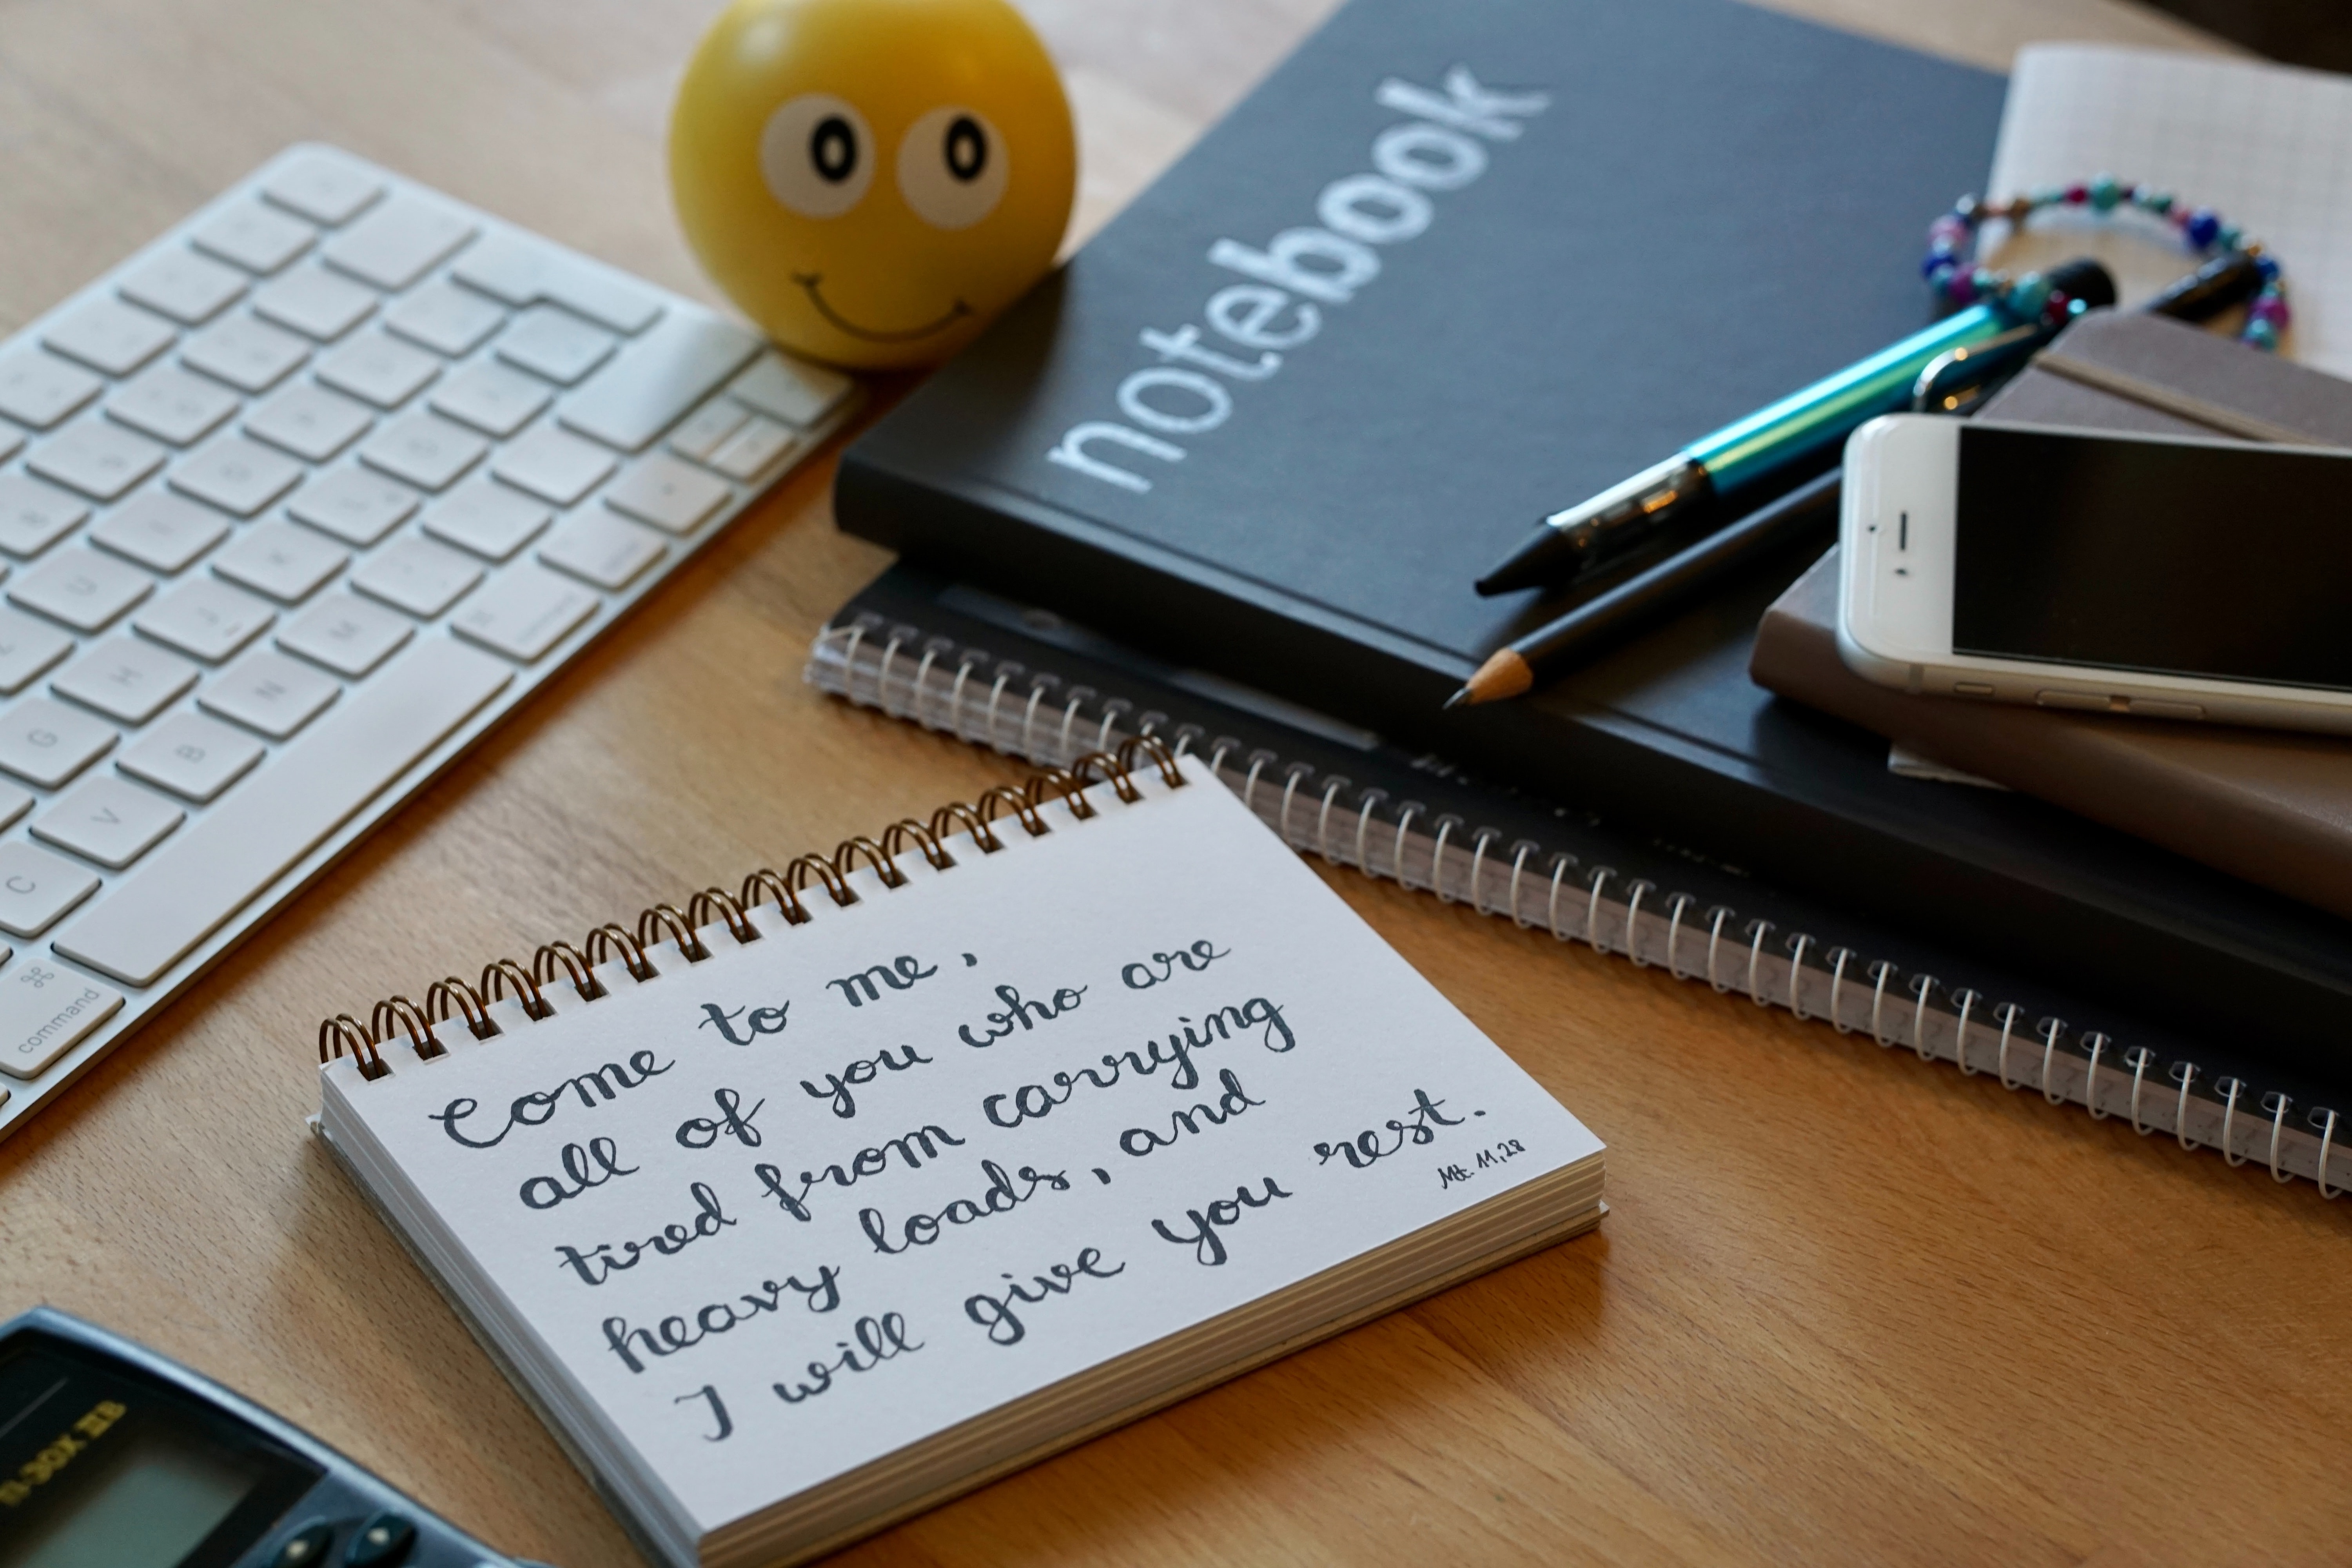 notebook
Come to me,
all of you who are
tired from carrying
heavy loads, and
I will give you rest.
Mt. 11,28
command
⌘
U
J
M
H
N
G
B
V
C
TI-30X IIB